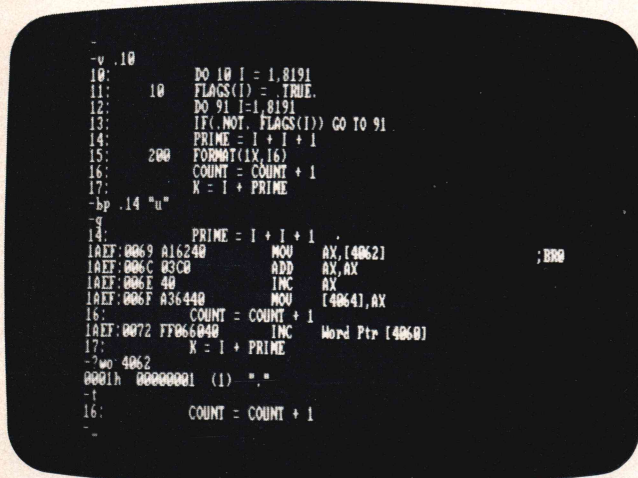 -
-v .10
10: DO 10 I = 1,8191
11: 10 FLAGS(I) = .TRUE.
12: DO 91 I=1,8191
13: IF(.NOT. FLAGS(I)) GO TO 91
14: PRIME = I + I + 1
15: 200 FORMAT(1X,I6)
16: COUNT = COUNT + 1
17: K = I + PRIME
-bp .14 "u"
-g
14: PRIME = I + I + 1
1AEF:0069 A16240 MOV AX,[4062] ;BR0
1AEF:006C 03C0 ADD AX,AX
1AEF:006E 40 INC AX
1AEF:006F A36440 MOV [4064],AX
16: COUNT = COUNT + 1
1AEF:0072 FF066040 INC Word Ptr [4060]
17: K = I + PRIME
-?wo 4062
0001h 00000001 (1) "."
-t
16: COUNT = COUNT + 1
-_